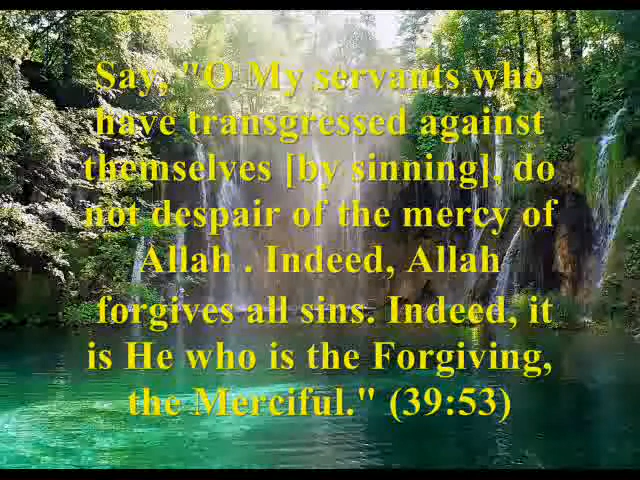 Say, "O My servants who
have transgressed against
themselves [by sinning], do
not despair of the mercy of
Allah . Indeed, Allah
forgives all sins. Indeed, it
is He who is the Forgiving,
the Merciful." (39:53)